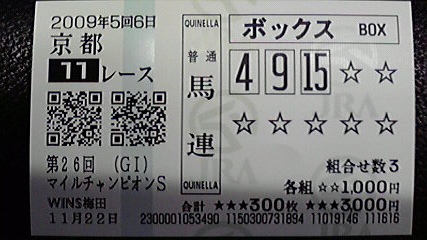 2009年5回6日
京都
11レース
第26回 (GI)
マイルチャンピオンS
WINS梅田
11月22日
QUINELLA
普通
馬連
QUINELLA
ボックス BOX
4 9 15 ☆ ☆
☆ ☆ ☆ ☆ ☆
組合せ数3
各組 ☆☆1,000円
合計 ★★★300枚 ★★★3000円
2300001053490 1150300731894 11019146 111616
JRA